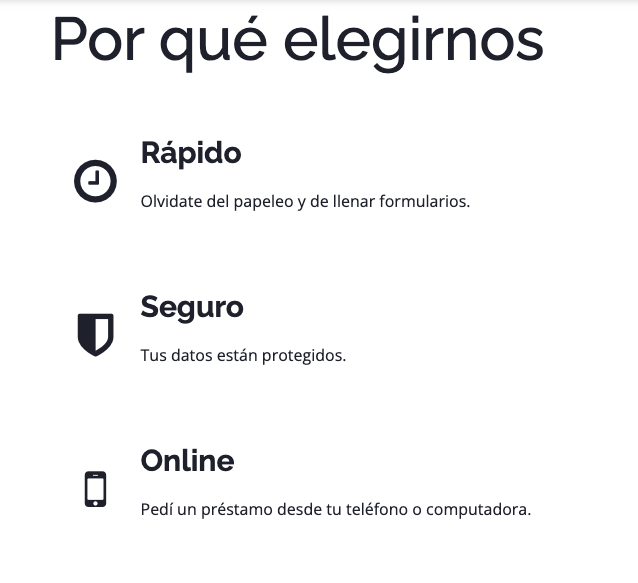 Por qué elegirnos
Rápido
Olvidate del papeleo y de llenar formularios.
Seguro
Tus datos están protegidos.
Online
Pedí un préstamo desde tu teléfono o computadora.